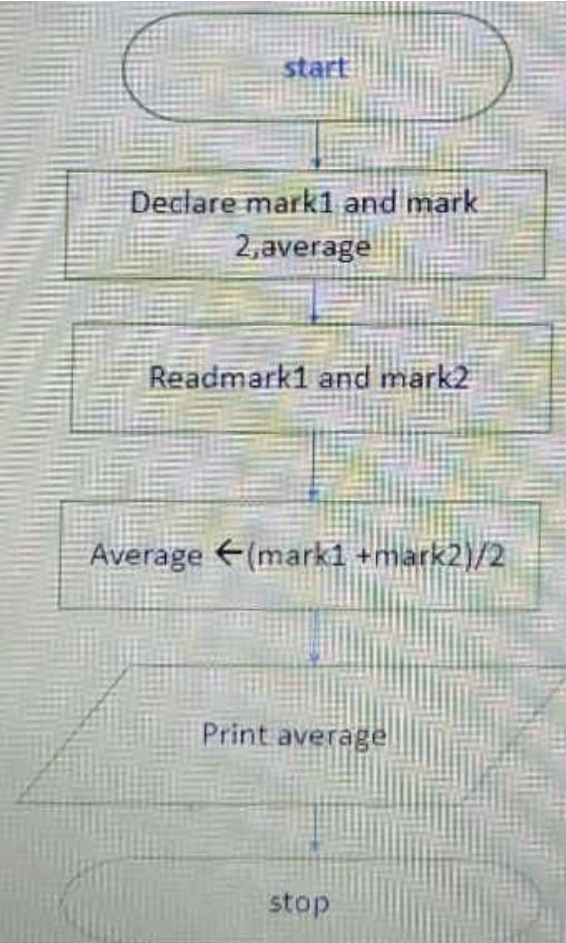 start
Declare mark1 and mark
2,average
Readmark1 and mark2
Average ←(mark1 +mark2)/2
Print average
stop